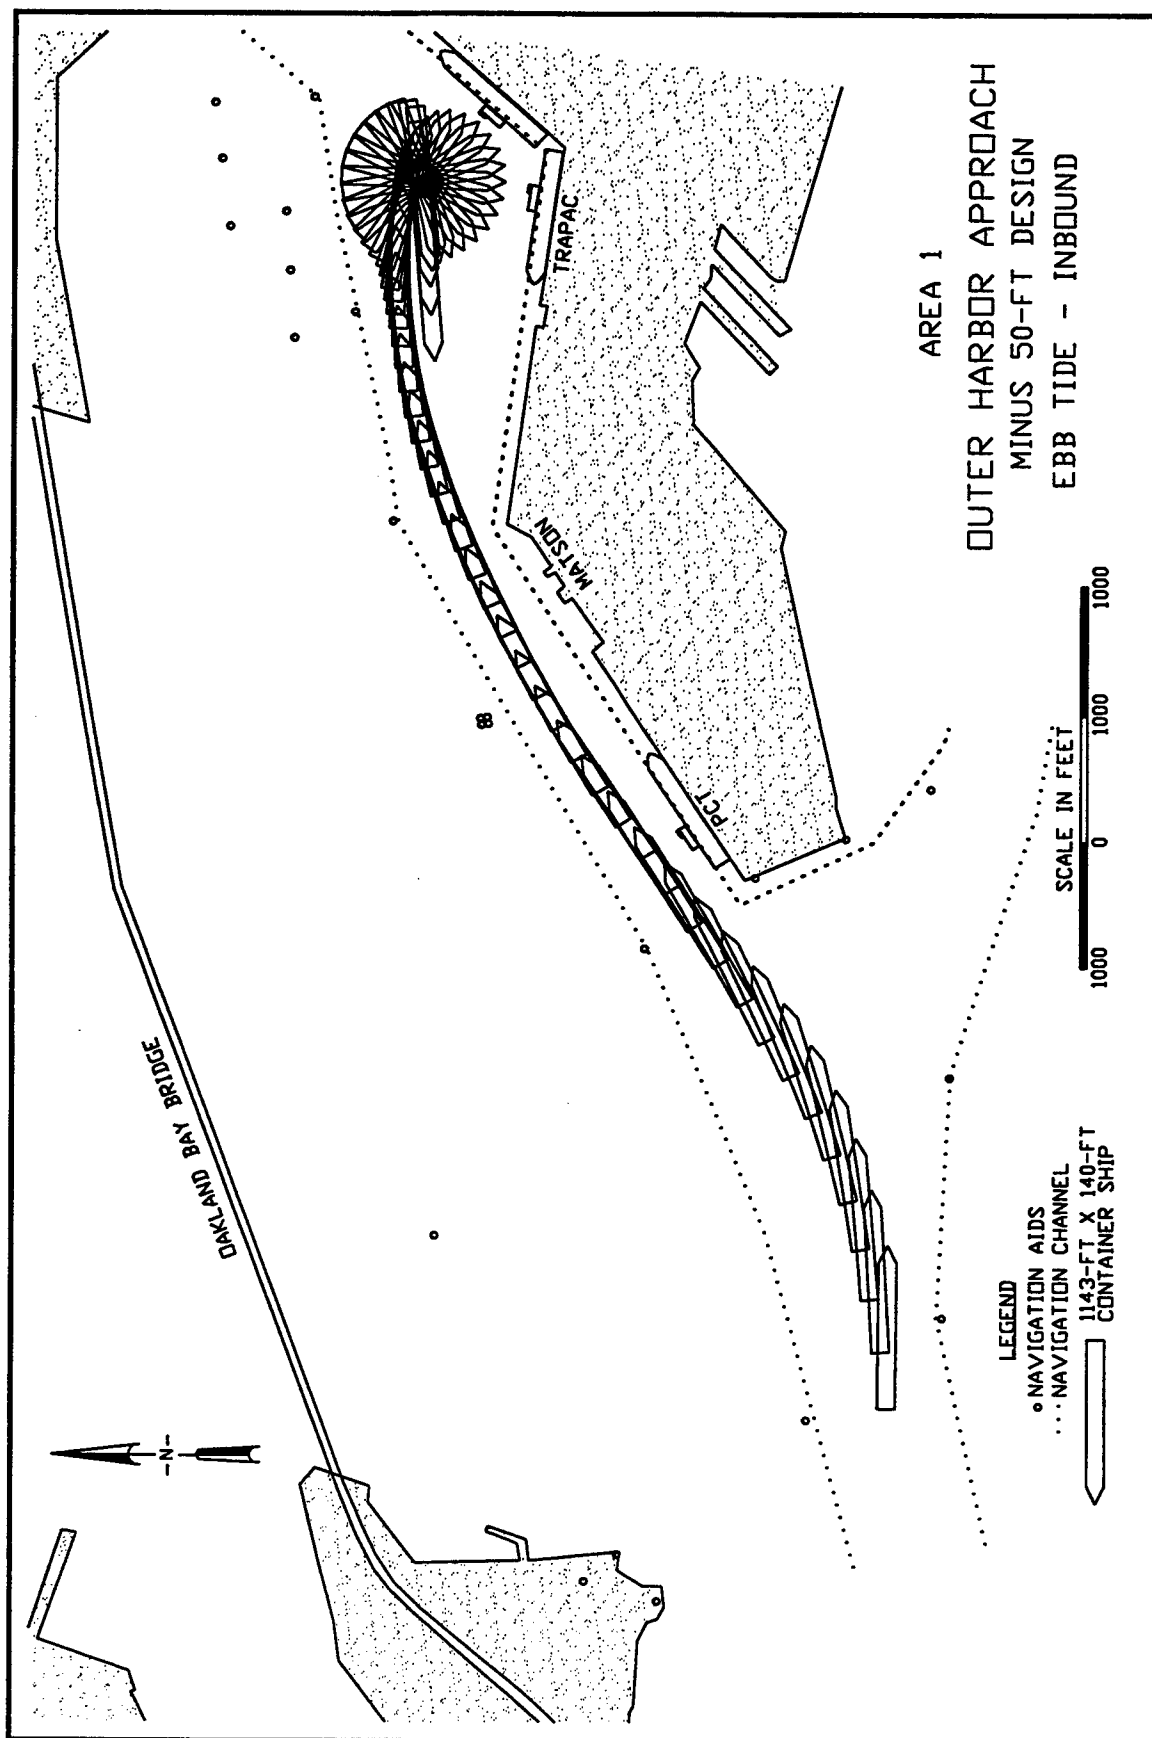 OAKLAND BAY BRIDGE
-N-
TRAPAC
MATSON
PCT
AREA 1
OUTER HARBOR APPROACH
MINUS 50-FT DESIGN
EBB TIDE - INBOUND
LEGEND
NAVIGATION AIDS
NAVIGATION CHANNEL
1143-FT X 140-FT
CONTAINER SHIP
SCALE IN FEET
1000 0 1000 1000